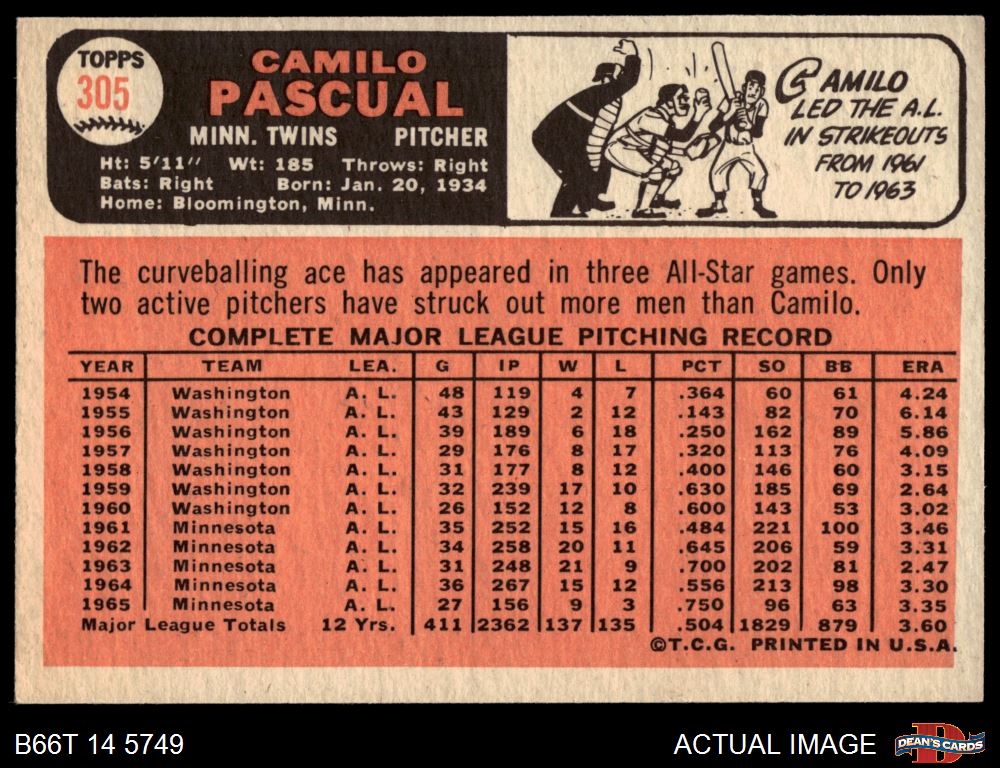 TOPPS
305
CAMILO
PASCUAL
MINN. TWINS PITCHER
Ht: 5'11" Wt: 185 Throws: Right
Bats: Right Born: Jan. 20, 1934
Home: Bloomington, Minn.
CAMILO
LED THE A.L.
IN STRIKEOUTS
FROM 1961
TO 1963
The curveballing ace has appeared in three All-Star games. Only
two active pitchers have struck out more men than Camilo.
COMPLETE MAJOR LEAGUE PITCHING RECORD
YEAR TEAM LEA. G IP W L PCT SO BB ERA
1954 Washington A. L. 48 119 4 7 .364 60 61 4.24
1955 Washington A. L. 43 129 2 12 .143 82 70 6.14
1956 Washington A. L. 39 189 6 18 .250 162 89 5.86
1957 Washington A. L. 29 176 8 17 .320 113 76 4.09
1958 Washington A. L. 31 177 8 12 .400 146 60 3.15
1959 Washington A. L. 32 239 17 10 .630 185 69 2.64
1960 Washington A. L. 26 152 12 8 .600 143 53 3.02
1961 Minnesota A. L. 35 252 15 16 .484 221 100 3.46
1962 Minnesota A. L. 34 258 20 11 .645 206 59 3.31
1963 Minnesota A. L. 31 248 21 9 .700 202 81 2.47
1964 Minnesota A. L. 36 267 15 12 .556 213 98 3.30
1965 Minnesota A. L. 27 156 9 3 .750 96 63 3.35
Major League Totals 12 Yrs. 411 2362 137 135 .504 1829 879 3.60
©T.C.G. PRINTED IN U.S.A.
B66T 14 5749
ACTUAL IMAGE
D
DEAN'S CARDS